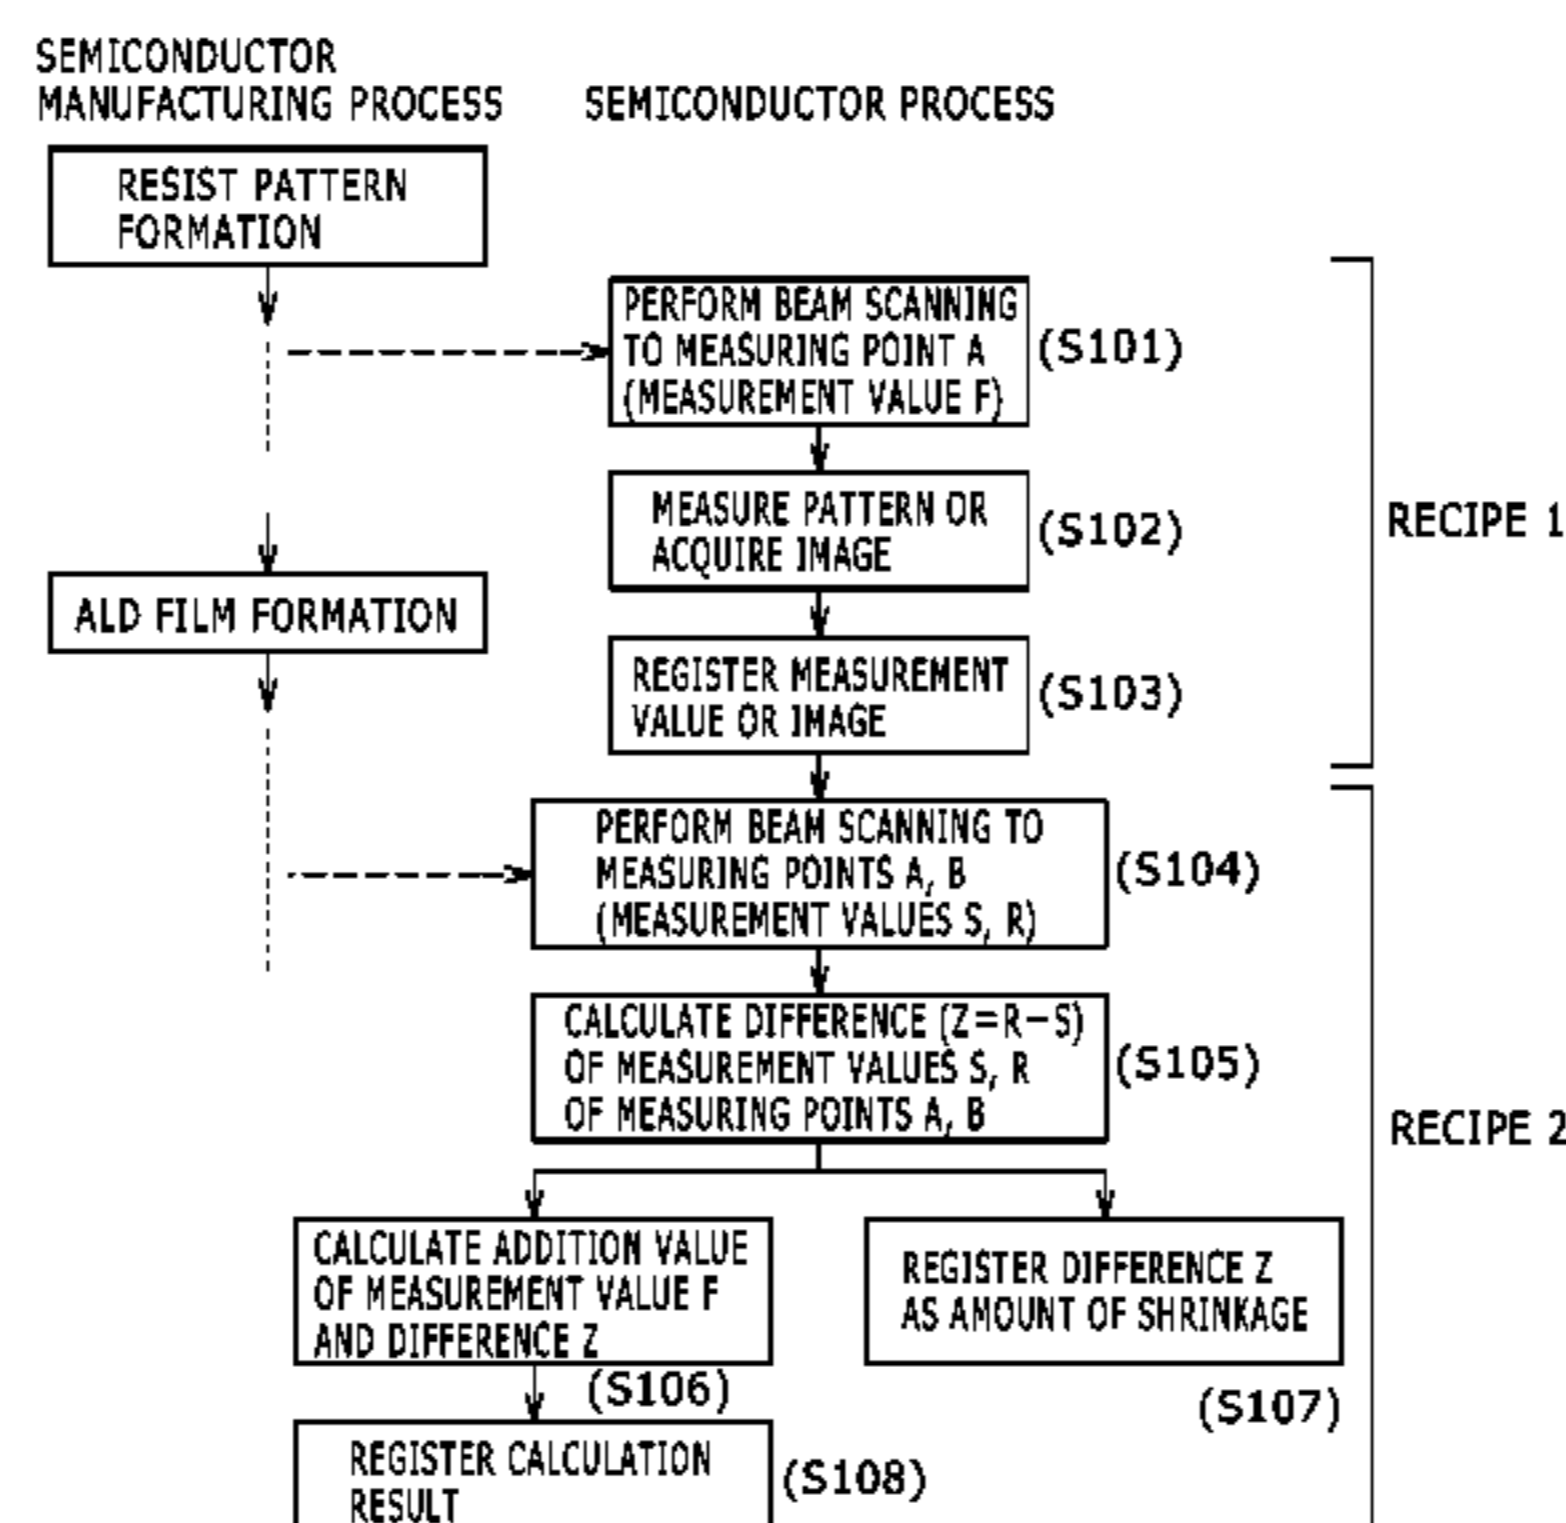 SEMICONDUCTOR
MANUFACTURING PROCESS
SEMICONDUCTOR PROCESS
RESIST PATTERN
FORMATION
PERFORM BEAM SCANNING
TO MEASURING POINT A
(MEASUREMENT VALUE F)
(S101)
MEASURE PATTERN OR
ACQUIRE IMAGE
(S102)
RECIPE 1
ALD FILM FORMATION
REGISTER MEASUREMENT
VALUE OR IMAGE
(S103)
PERFORM BEAM SCANNING TO
MEASURING POINTS A, B
(MEASUREMENT VALUES S, R)
(S104)
CALCULATE DIFFERENCE (Z=R−S)
OF MEASUREMENT VALUES S, R
OF MEASURING POINTS A, B
(S105)
RECIPE 2
CALCULATE ADDITION VALUE
OF MEASUREMENT VALUE F
AND DIFFERENCE Z
(S106)
REGISTER DIFFERENCE Z
AS AMOUNT OF SHRINKAGE
(S107)
REGISTER CALCULATION
RESULT
(S108)